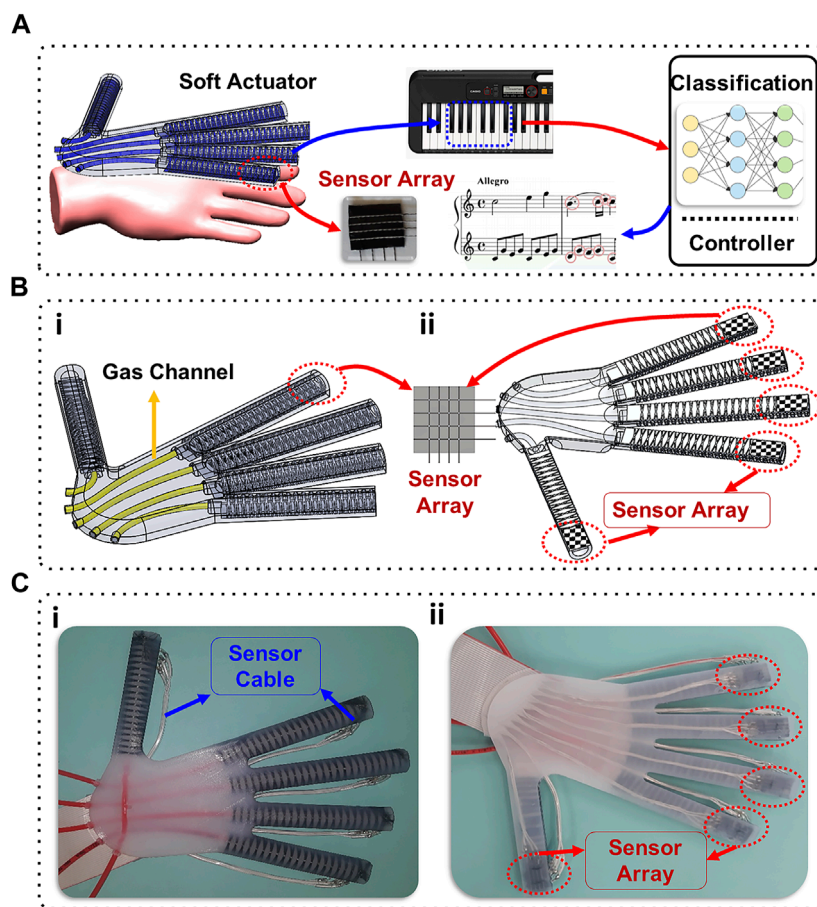 A
Soft Actuator
Classification
Sensor Array
Allegro
Controller
B
i
ii
Gas Channel
Sensor
Array
Sensor Array
C
i
ii
Sensor
Cable
Sensor
Array